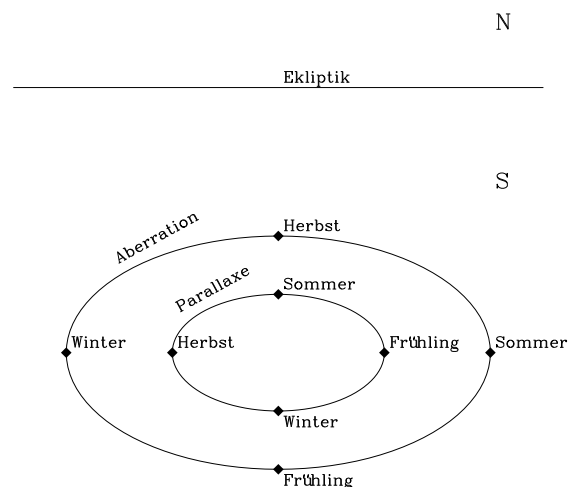 N
Ekliptik
S
Aberration
Herbst
Parallaxe
Sommer
Winter
Herbst
Frühling
Sommer
Winter
Frühling